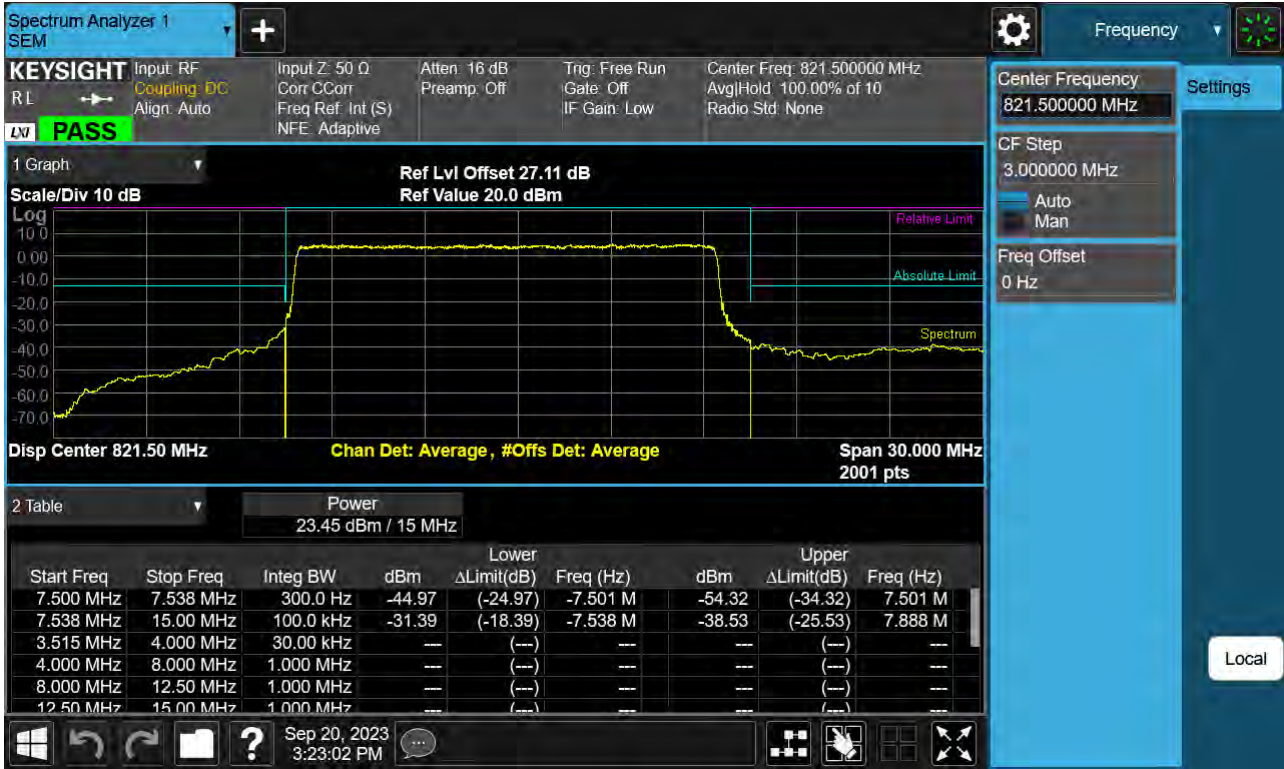 Spectrum Analyzer 1
SEM
Frequency
KEYSIGHT
RL
LXI
PASS
Input: RF
Coupling: DC
Align: Auto
Input Z: 50 Ω
Corr CCorr
Freq Ref: Int (S)
NFE: Adaptive
Atten: 16 dB
Preamp: Off
Trig: Free Run
Gate: Off
IF Gain: Low
Center Freq: 821.500000 MHz
Avg|Hold: 100.00% of 10
Radio Std: None
Center Frequency
821.500000 MHz
Settings
CF Step
3.000000 MHz
Auto
Man
Freq Offset
0 Hz
1 Graph
Ref Lvl Offset 27.11 dB
Scale/Div 10 dB
Ref Value 20.0 dBm
Log
10.0
0.00
-10.0
-20.0
-30.0
-40.0
-50.0
-60.0
-70.0
Relative Limit
Absolute Limit
Spectrum
Disp Center 821.50 MHz
Chan Det: Average , #Offs Det: Average
Span 30.000 MHz
2001 pts
2 Table
Power
23.45 dBm / 15 MHz
Lower Upper
Start Freq Stop Freq Integ BW dBm ΔLimit(dB) Freq (Hz) dBm ΔLimit(dB) Freq (Hz)
7.500 MHz 7.538 MHz 300.0 Hz -44.97 (-24.97) -7.501 M -54.32 (-34.32) 7.501 M
7.538 MHz 15.00 MHz 100.0 kHz -31.39 (-18.39) -7.538 M -38.53 (-25.53) 7.888 M
3.515 MHz 4.000 MHz 30.00 kHz --- (---) --- --- (---) ---
4.000 MHz 8.000 MHz 1.000 MHz --- (---) --- --- (---) ---
8.000 MHz 12.50 MHz 1.000 MHz --- (---) --- --- (---) ---
12.50 MHz 15.00 MHz 1.000 MHz --- (---) --- --- (---) ---
Local
?
Sep 20, 2023
3:23:02 PM